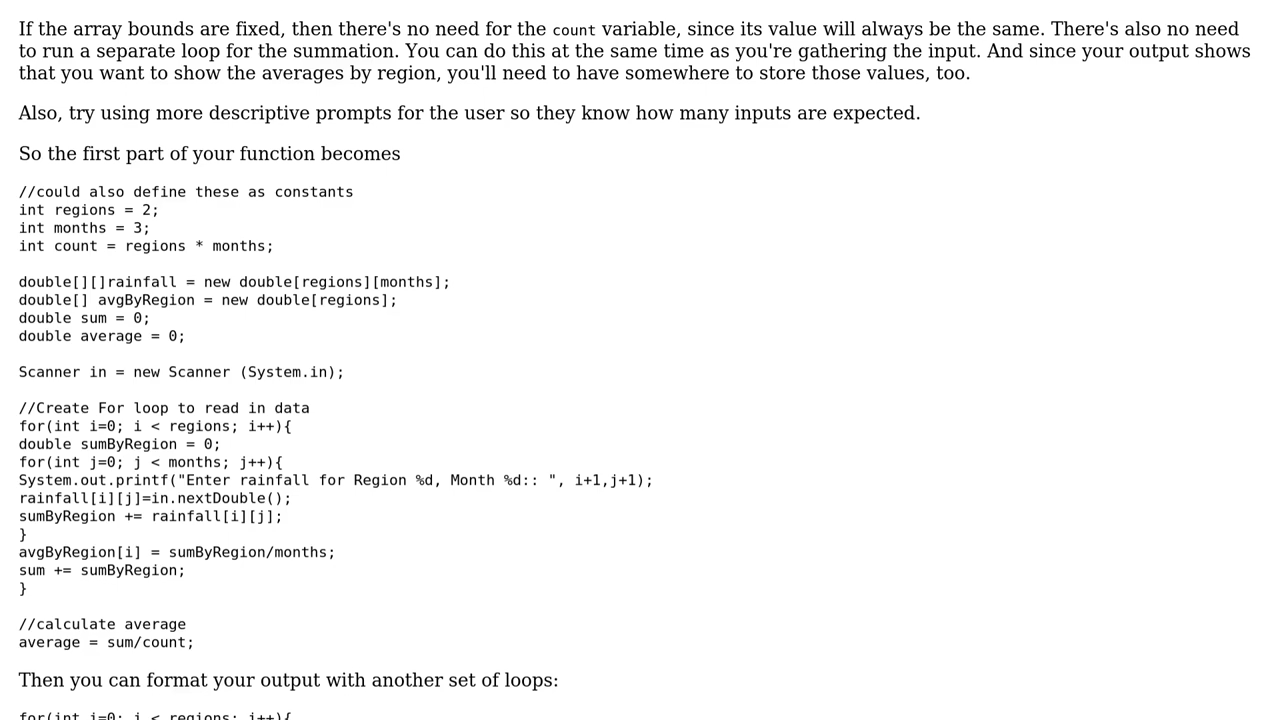 If the array bounds are fixed, then there's no need for the count variable, since its value will always be the same. There's also no need
to run a separate loop for the summation. You can do this at the same time as you're gathering the input. And since your output shows
that you want to show the averages by region, you'll need to have somewhere to store those values, too.
Also, try using more descriptive prompts for the user so they know how many inputs are expected.
So the first part of your function becomes
//could also define these as constants
int regions = 2;
int months = 3;
int count = regions * months;
double[][]rainfall = new double[regions][months];
double[] avgByRegion = new double[regions];
double sum = 0;
double average = 0;
Scanner in = new Scanner (System.in);
//Create For loop to read in data
for(int i=0; i < regions; i++){
double sumByRegion = 0;
for(int j=0; j < months; j++){
System.out.printf("Enter rainfall for Region %d, Month %d:: ", i+1,j+1);
rainfall[i][j]=in.nextDouble();
sumByRegion += rainfall[i][j];
}
avgByRegion[i] = sumByRegion/months;
sum += sumByRegion;
}
//calculate average
average = sum/count;
Then you can format your output with another set of loops:
for(int i=0; i < regions; i++){